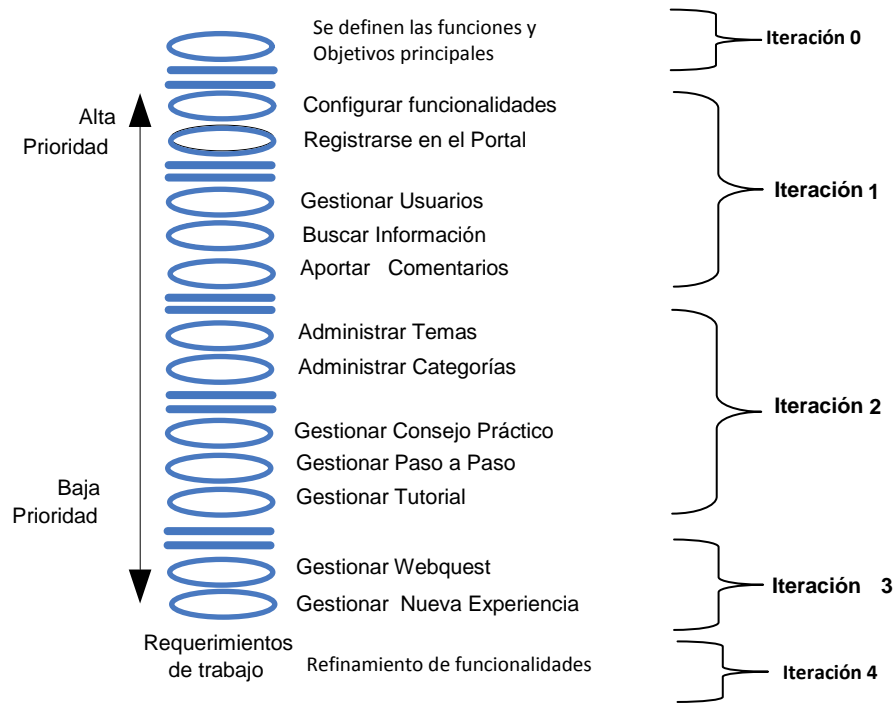 Se definen las funciones y
Objetivos principales
Iteración 0
Alta
Prioridad
Configurar funcionalidades
Registrarse en el Portal
Gestionar Usuarios
Buscar Información
Aportar Comentarios
Iteración 1
Administrar Temas
Administrar Categorías
Gestionar Consejo Práctico
Gestionar Paso a Paso
Gestionar Tutorial
Iteración 2
Baja
Prioridad
Gestionar Webquest
Gestionar Nueva Experiencia
Iteración 3
Requerimientos
de trabajo
Refinamiento de funcionalidades
Iteración 4